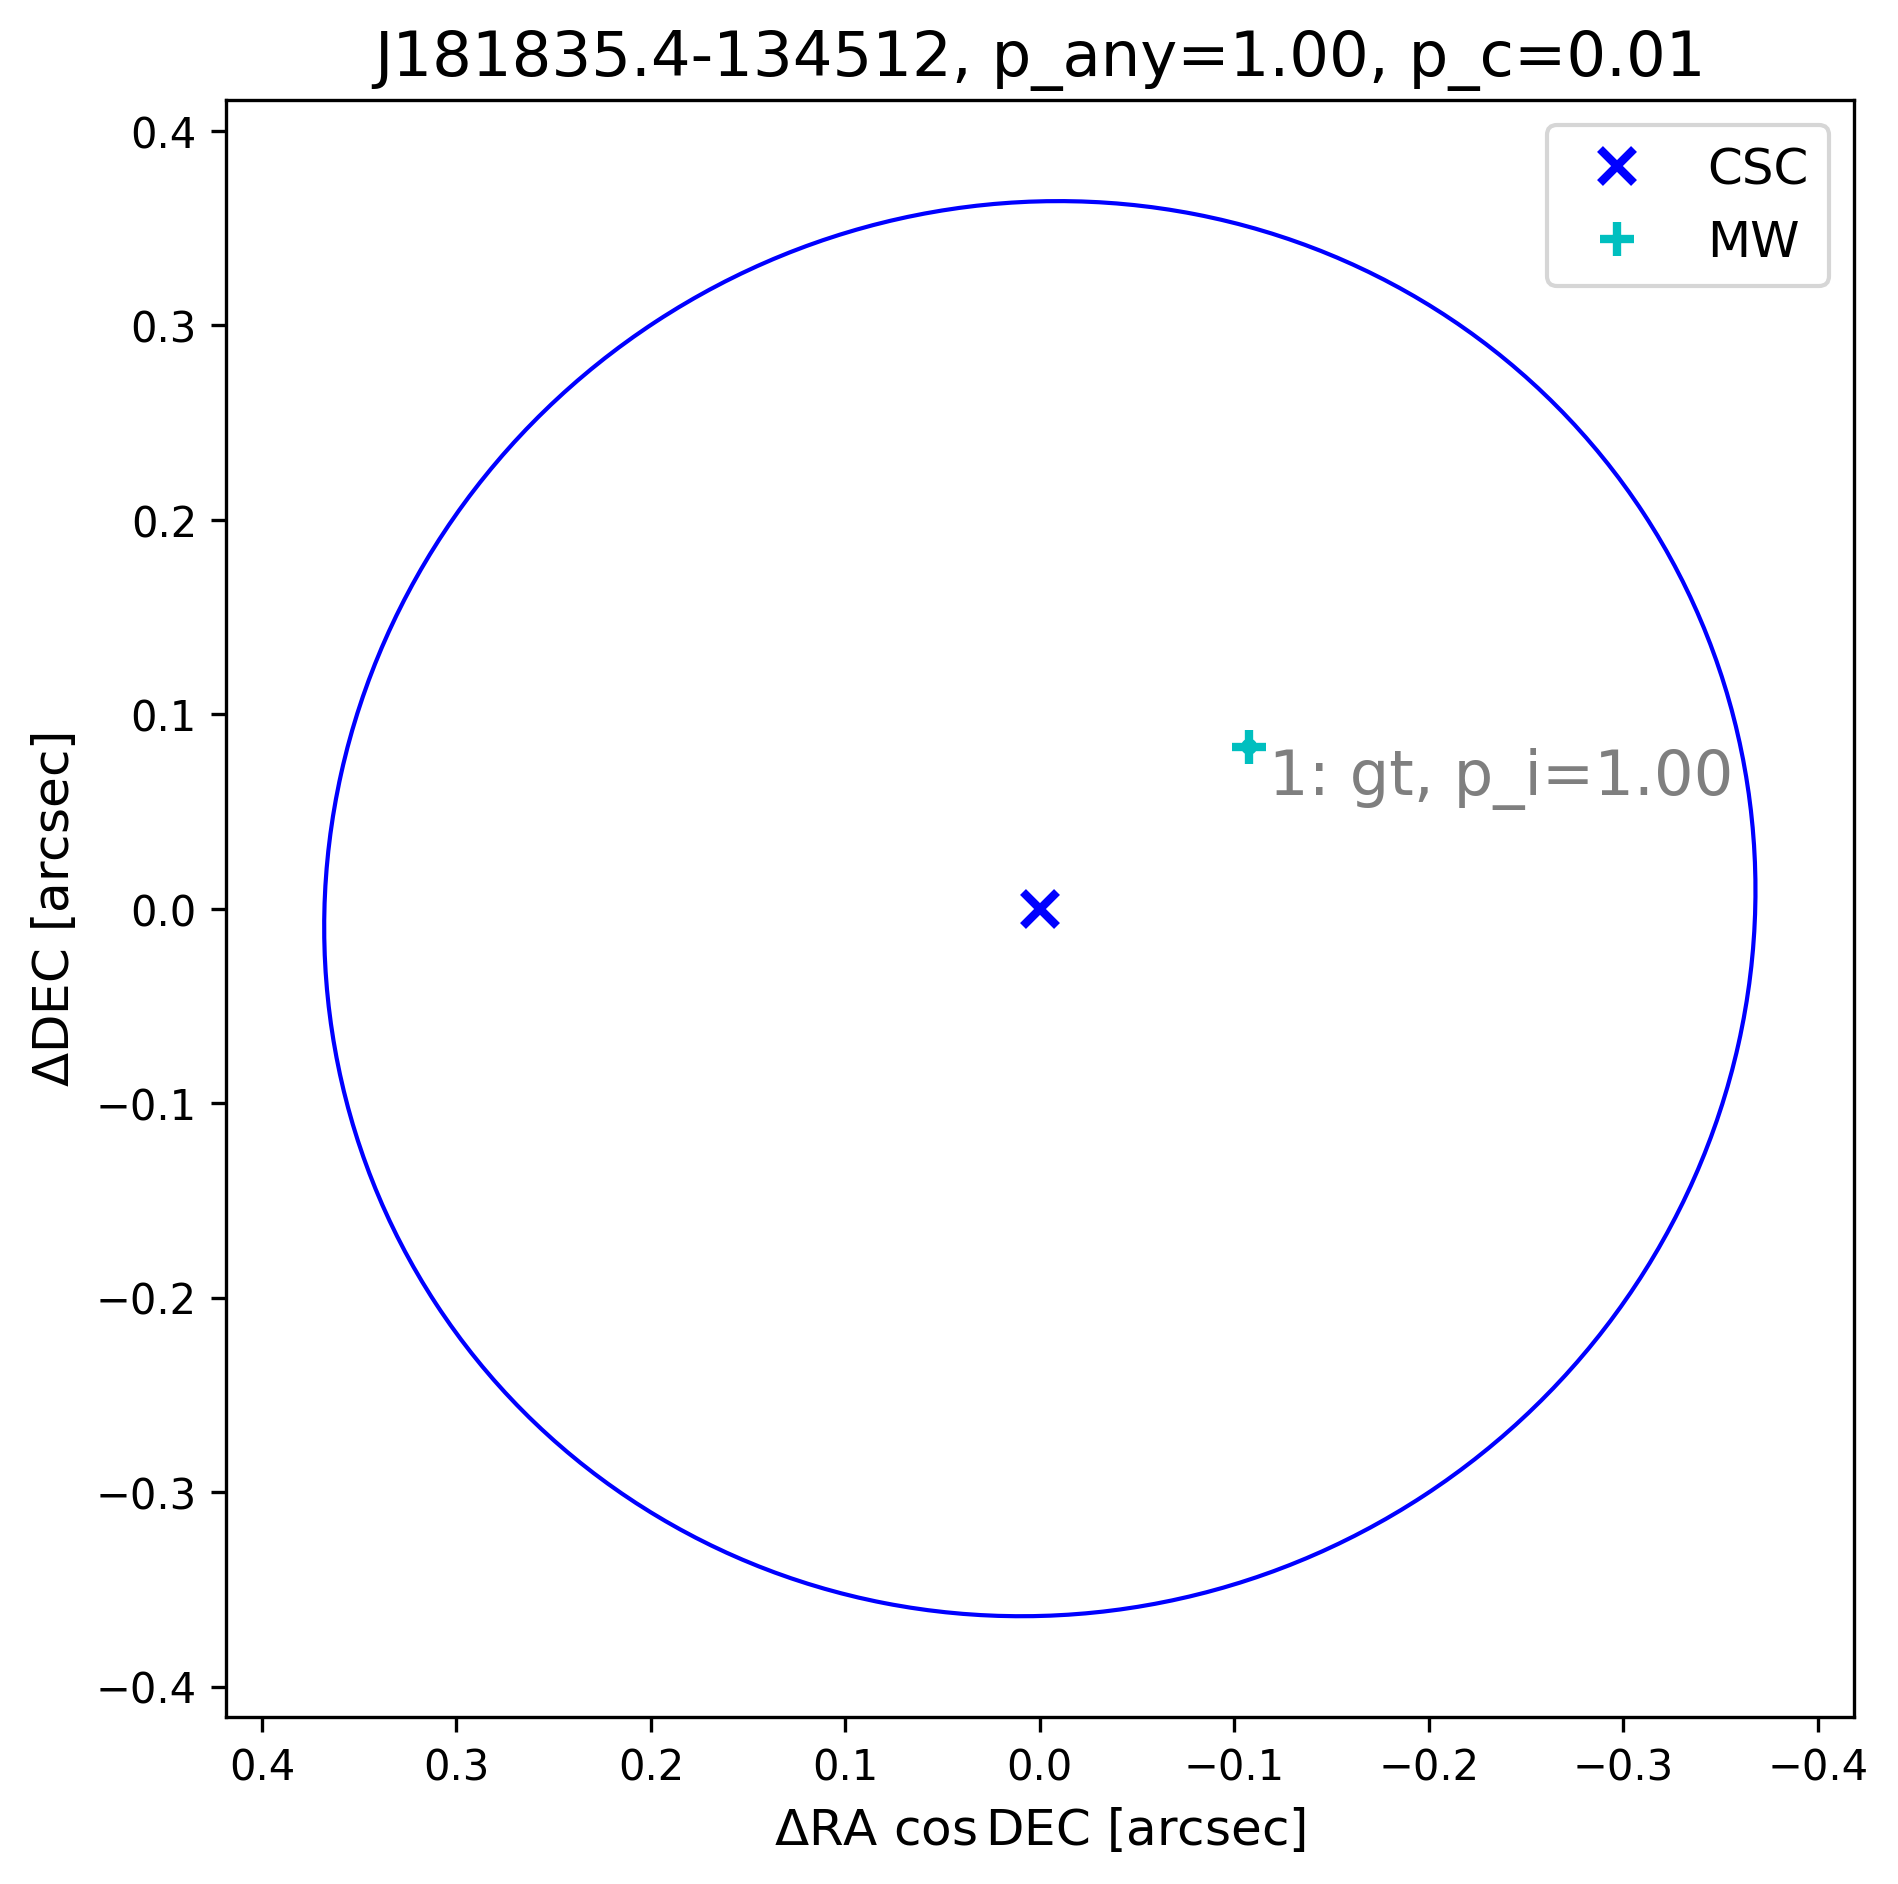 J181835.4-134512, p_any=1.00, p_c=0.01
CSC
MW
0.4
0.3
0.2
0.1
0.0
−0.1
−0.2
−0.3
−0.4
ΔDEC [arcsec]
1: gt, p_i=1.00
0.4 0.3 0.2 0.1 0.0 −0.1 −0.2 −0.3 −0.4
ΔRA cos DEC [arcsec]